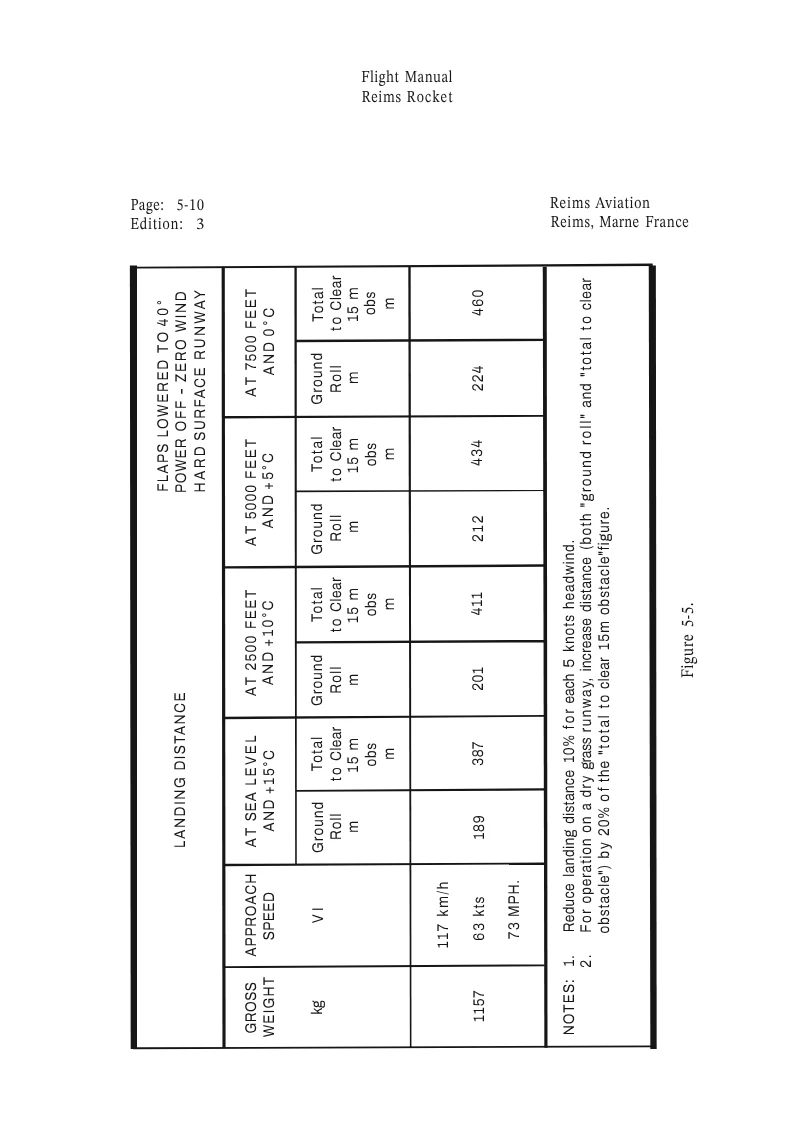 Flight Manual
Reims Rocket
Page: 5-10
Edition: 3
Reims Aviation
Reims, Marne France
LANDING DISTANCE
FLAPS LOWERED TO 40°
POWER OFF - ZERO WIND
HARD SURFACE RUNWAY
GROSS
WEIGHT
kg
APPROACH
SPEED
VI
AT SEA LEVEL
AND +15°C
AT 2500 FEET
AND +10°C
AT 5000 FEET
AND +5°C
AT 7500 FEET
AND 0°C
Ground
Roll
m
Total
to Clear
15 m
obs
m
Ground
Roll
m
Total
to Clear
15 m
obs
m
Ground
Roll
m
Total
to Clear
15 m
obs
m
Ground
Roll
m
Total
to Clear
15 m
obs
m
1157
117 km/h
63 kts
73 MPH.
189
387
201
411
212
434
224
460
NOTES: 1. Reduce landing distance 10% for each 5 knots headwind.
2. For operation on a dry grass runway, increase distance (both "ground roll" and "total to clear
obstacle") by 20% of the "total to clear 15m obstacle"figure.
Figure 5-5.